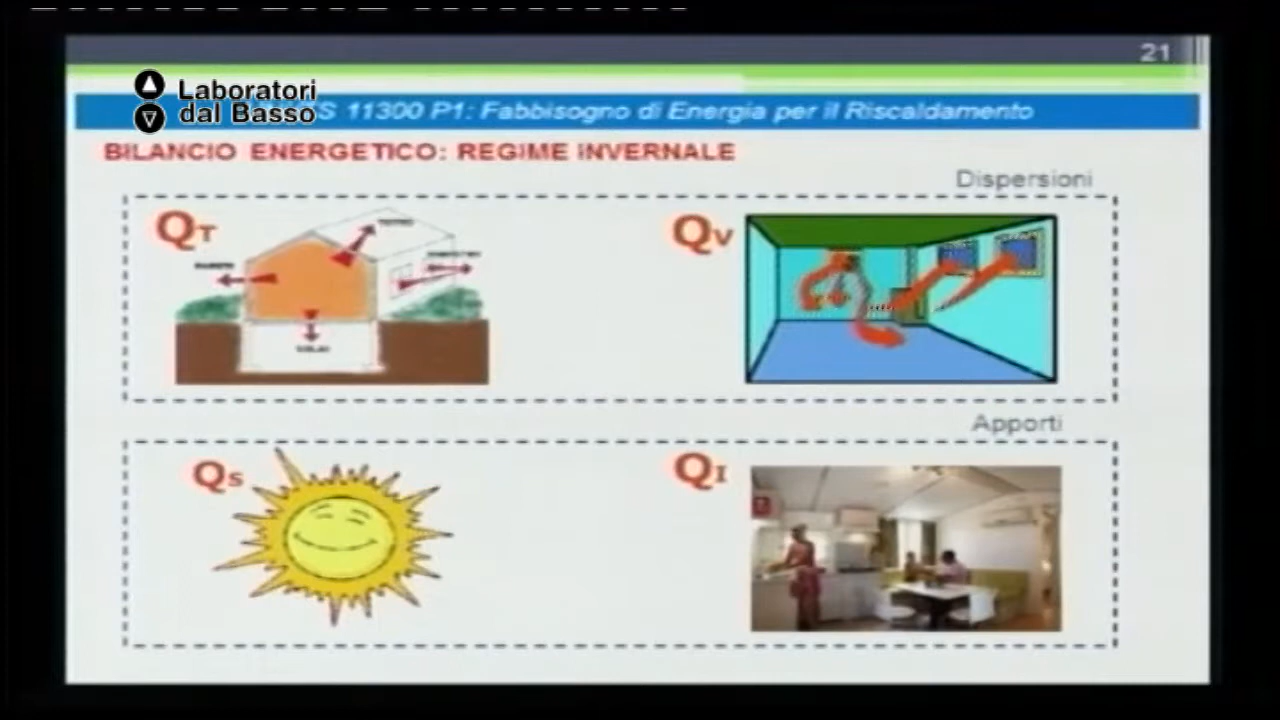 21
Laboratori
dal Basso
S 11300 P1: Fabbisogno di Energia per il Riscaldamento
BILANCIO ENERGETICO: REGIME INVERNALE
Dispersioni
QT
QV
Apporti
QS
QI